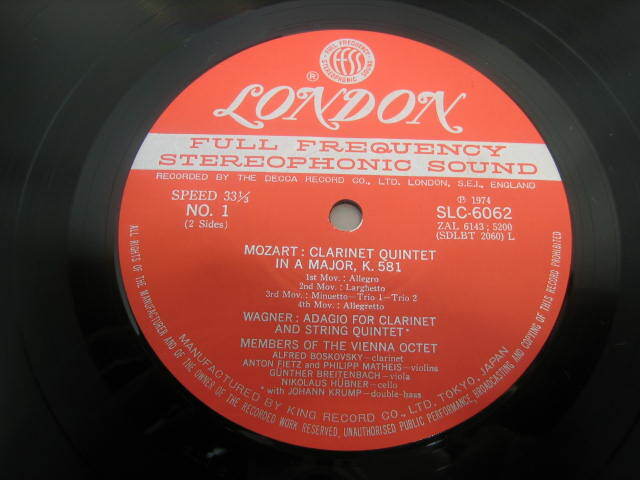 FULL FREQUENCY
STEREOPHONIC SOUND
®
LONDON
FULL FREQUENCY
STEREOPHONIC SOUND
RECORDED BY THE DECCA RECORD CO., LTD. LONDON, S.E.I., ENGLAND
SPEED 33⅓
NO. 1
(2 Sides)
Ⓟ 1974
SLC-6062
ZAL 6143; 5200
(SDLBT 2060) L
MOZART : CLARINET QUINTET
IN A MAJOR, K. 581
1st Mov. : Allegro
2nd Mov. : Larghetto
3rd Mov. : Minuetto-Trio 1-Trio 2
4th Mov. : Allegretto
WAGNER : ADAGIO FOR CLARINET
AND STRING QUINTET*
MEMBERS OF THE VIENNA OCTET
ALFRED BOSKOVSKY-clarinet
ANTON FIETZ and PHILIPP MATHEIS-violins
GÜNTHER BREITENBACH-viola
NIKOLAUS HÜBNER-cello
*with JOHANN KRUMP-double-bass
MANUFACTURED BY KING RECORD CO., LTD. TOKYO, JAPAN
ALL RIGHTS OF THE MANUFACTURER AND OF THE OWNER OF THE RECORDED WORK RESERVED, UNAUTHORISED PUBLIC PERFORMANCE, BROADCASTING AND COPYING OF THIS RECORD PROHIBITED